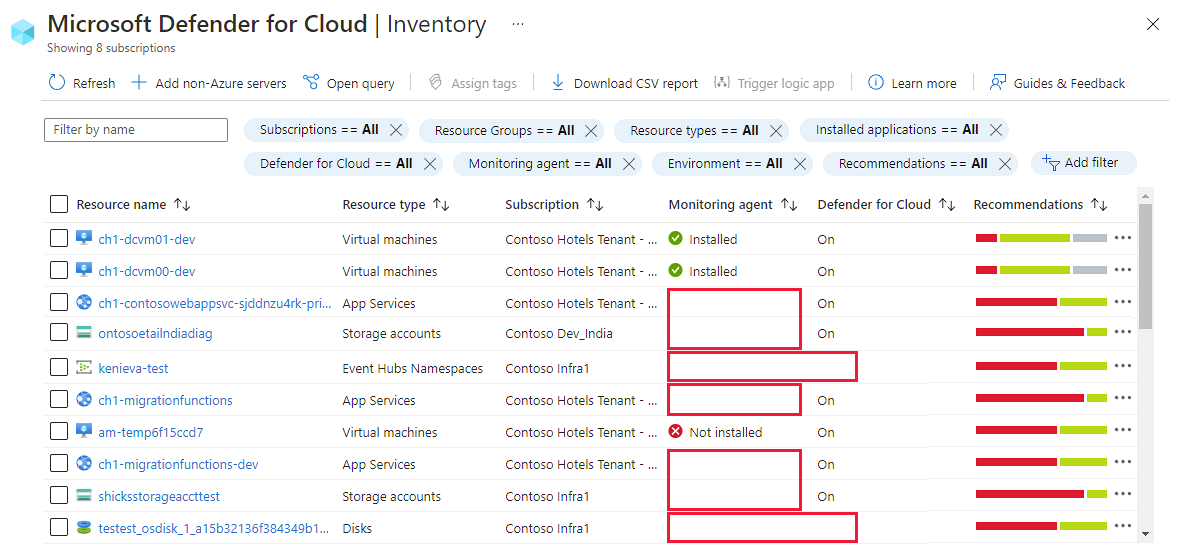 Microsoft Defender for Cloud | Inventory ...
Showing 8 subscriptions
Refresh Add non-Azure servers Open query Assign tags Download CSV report Trigger logic app Learn more Guides & Feedback
Filter by name Subscriptions == All Resource Groups == All Resource types == All Installed applications == All
Defender for Cloud == All Monitoring agent == All Environment == All Recommendations == All Add filter
Resource name Resource type Subscription Monitoring agent Defender for Cloud Recommendations
ch1-dcvm01-dev Virtual machines Contoso Hotels Tenant - ... Installed On
ch1-dcvm00-dev Virtual machines Contoso Hotels Tenant - ... Installed On
ch1-contosowebappsvc-sjddnzu4rk-pri... App Services Contoso Hotels Tenant - ... On
ontosoetailndiadiag Storage accounts Contoso Dev_India On
kenieva-test Event Hubs Namespaces Contoso Infra1
ch1-migrationfunctions App Services Contoso Hotels Tenant - ... On
am-temp6f15ccd7 Virtual machines Contoso Hotels Tenant - ... Not installed On
ch1-migrationfunctions-dev App Services Contoso Hotels Tenant - ... On
shicksstorageaccttest Storage accounts Contoso Infra1 On
testest_osdisk_1_a15b32136f384349b1... Disks Contoso Infra1